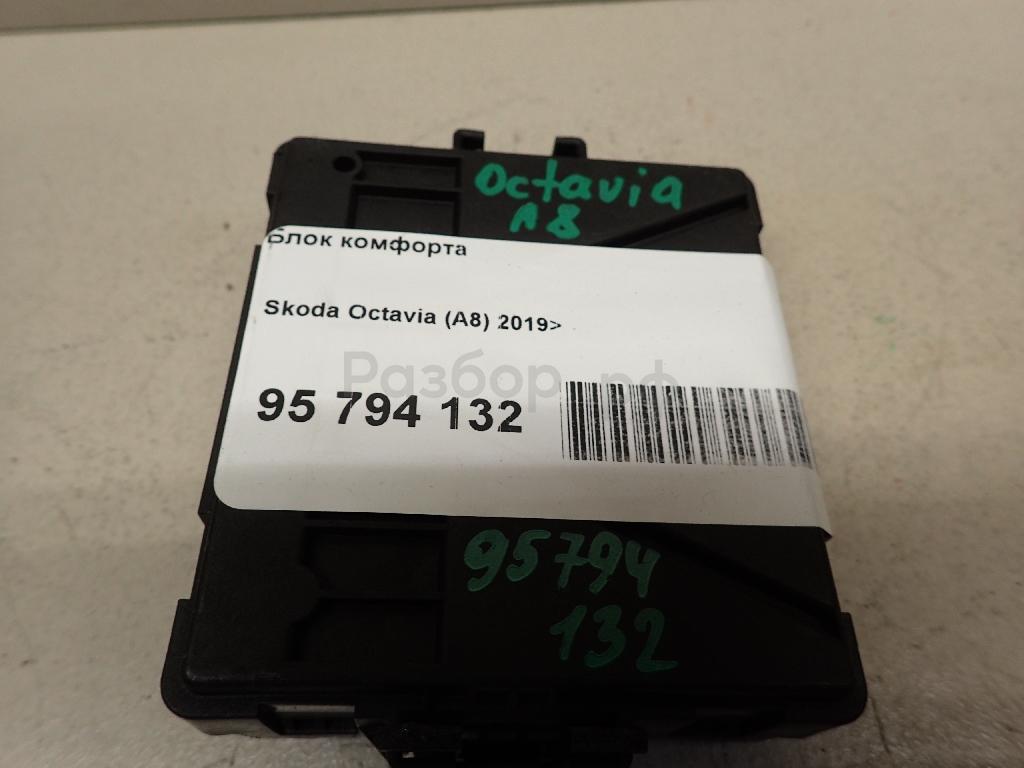 Octavia
A8
Блок комфорта
Skoda Octavia (A8) 2019>
Разбор.рф
95 794 132
95794
132